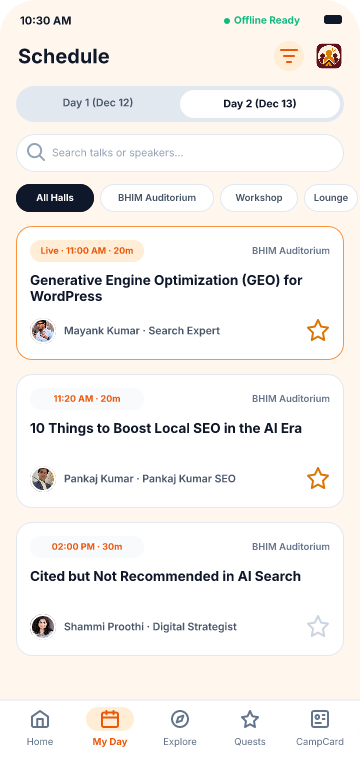 10:30 AM
Offline Ready
Schedule
Day 1 (Dec 12)
Day 2 (Dec 13)
Search talks or speakers...
All Halls
BHIM Auditorium
Workshop
Lounge
Live · 11:00 AM · 20m
BHIM Auditorium
Generative Engine Optimization (GEO) for
WordPress
Mayank Kumar · Search Expert
11:20 AM · 20m
BHIM Auditorium
10 Things to Boost Local SEO in the AI Era
Pankaj Kumar · Pankaj Kumar SEO
02:00 PM · 30m
BHIM Auditorium
Cited but Not Recommended in AI Search
Shammi Proothi · Digital Strategist
Home
My Day
Explore
Quests
CampCard